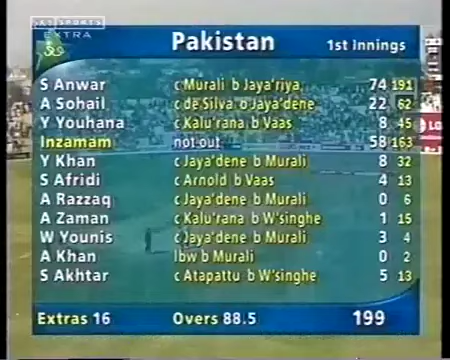 SKY SPORTS
EXTRA
Pakistan 1st Innings
S Anwar c Murali b Jaya'riya 74 191
A Sohail c de Silva b Jaya'dene 22 62
Y Youhana c Kalu'rana b Vaas 8 45
Inzamam not out 58 163
Y Khan c Jaya'dene b Murali 8 32
S Afridi c Arnold b Vaas 4 13
A Razzaq c Jaya'dene b Murali 0 6
A Zaman c Kalu'rana b W'singhe 1 15
W Younis c Jaya'dene b Murali 3 4
A Khan lbw b Murali 0 2
S Akhtar c Atapattu b W'singhe 5 13
Extras 16 Overs 88.5 199